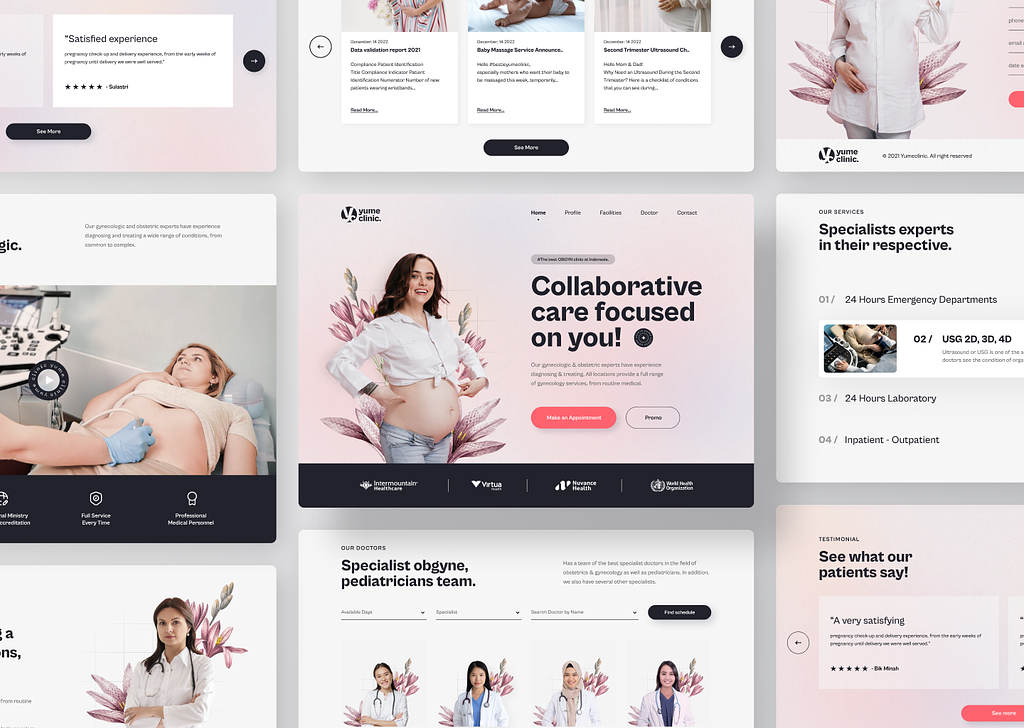 "Satisfied experience
arly weeks of
pregnancy check-up and delivery experience, from the early weeks of
pregnancy until delivery we were well served."
★ ★ ★ ★ ★ - Sulastri
See More
December, 14 2022
Data validation report 2021
Compliance Patient Identification
Title Compliance Indicator Patient
Identification Numerator Number of new
patients wearing wristbands...
Read More...
December, 14 2022
Baby Massage Service Announce..
Hello #bestieyumeclinic,
especially mothers who want their baby to
be massaged this week, temporarily...
Read More...
December, 14 2022
Second Trimester Ultrasound Ch..
Hello Mom & Dad!
Why Need an Ultrasound During the Second
Trimester? Here is a checklist of conditions
that you can see during...
Read More...
See More
phone
email
date
yume
clinic.
© 2021 Yumeclinic. All right reserved
gic.
Our gynecologic and obstetric experts have experience
diagnosing and treating a wide range of conditions, from
common to complex.
yume clinic
nal Ministry
ccreditation
Full Service
Every Time
Professional
Medical Personnel
yume
clinic.
Home
Profile
Facilities
Doctor
Contact
#The best OBGYN clinic at Indonesia.
Collaborative
care focused
on you!
Our gynecologic & obstetric experts have experience
diagnosing & treating. All locations provide a full range
of gynecology services, from routine medical.
Make an Appointment
Promo
Intermountain
Healthcare
Virtua
Health
Nuvance
Health
World Health
Organization
OUR SERVICES
Specialists experts
in their respective.
01 / 24 Hours Emergency Departments
02 / USG 2D, 3D, 4D
Ultrasound or USG is one of the
doctors see the condition of
03 / 24 Hours Laboratory
04 / Inpatient - Outpatient
g a
ons,
from routine
OUR DOCTORS
Specialist obgyne,
pediatricians team.
Has a team of the best specialist doctors in the field of
obstetrics & gynecology as well as pediatricians. In addition,
we also have several other specialists.
Available Days
Specialist
Search Doctor by Name
Find schedule
TESTIMONIAL
See what our
patients say!
"A very satisfying
pregnancy check-up and delivery experience, from the early weeks of
pregnancy until delivery we were well served."
★ ★ ★ ★ ★ - Bik Minah
See more